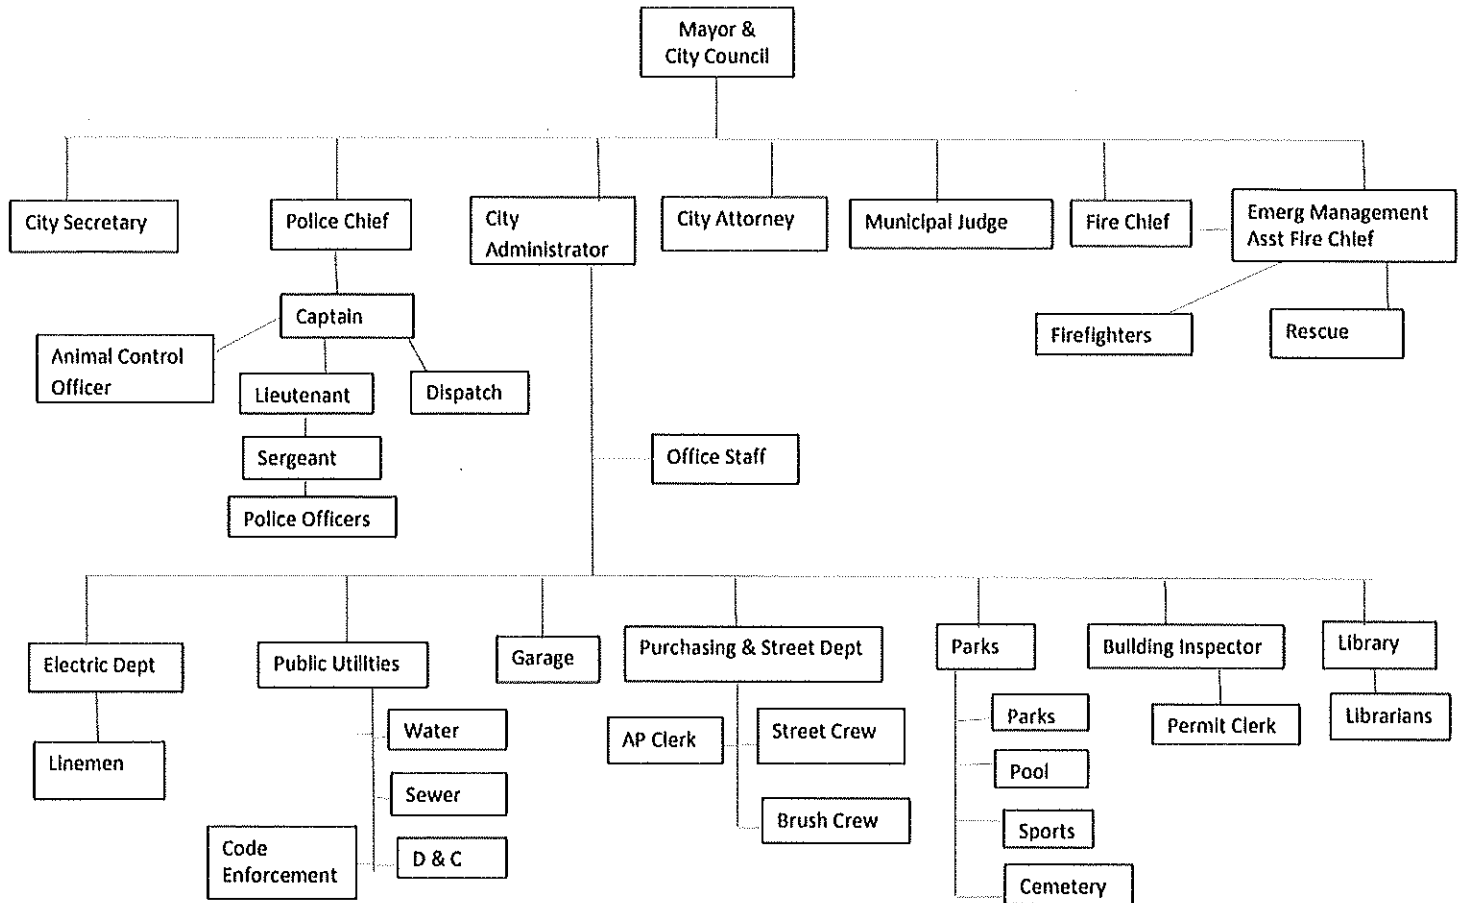 Mayor &
City Council
City Secretary
Police Chief
City
Administrator
City Attorney
Municipal Judge
Fire Chief
Emerg Management
Asst Fire Chief
Captain
Animal Control
Officer
Lieutenant
Dispatch
Sergeant
Police Officers
Firefighters
Rescue
Office Staff
Electric Dept
Linemen
Public Utilities
Water
Sewer
Code
Enforcement
D & C
Garage
Purchasing & Street Dept
AP Clerk
Street Crew
Brush Crew
Parks
Parks
Pool
Sports
Cemetery
Building Inspector
Permit Clerk
Library
Librarians